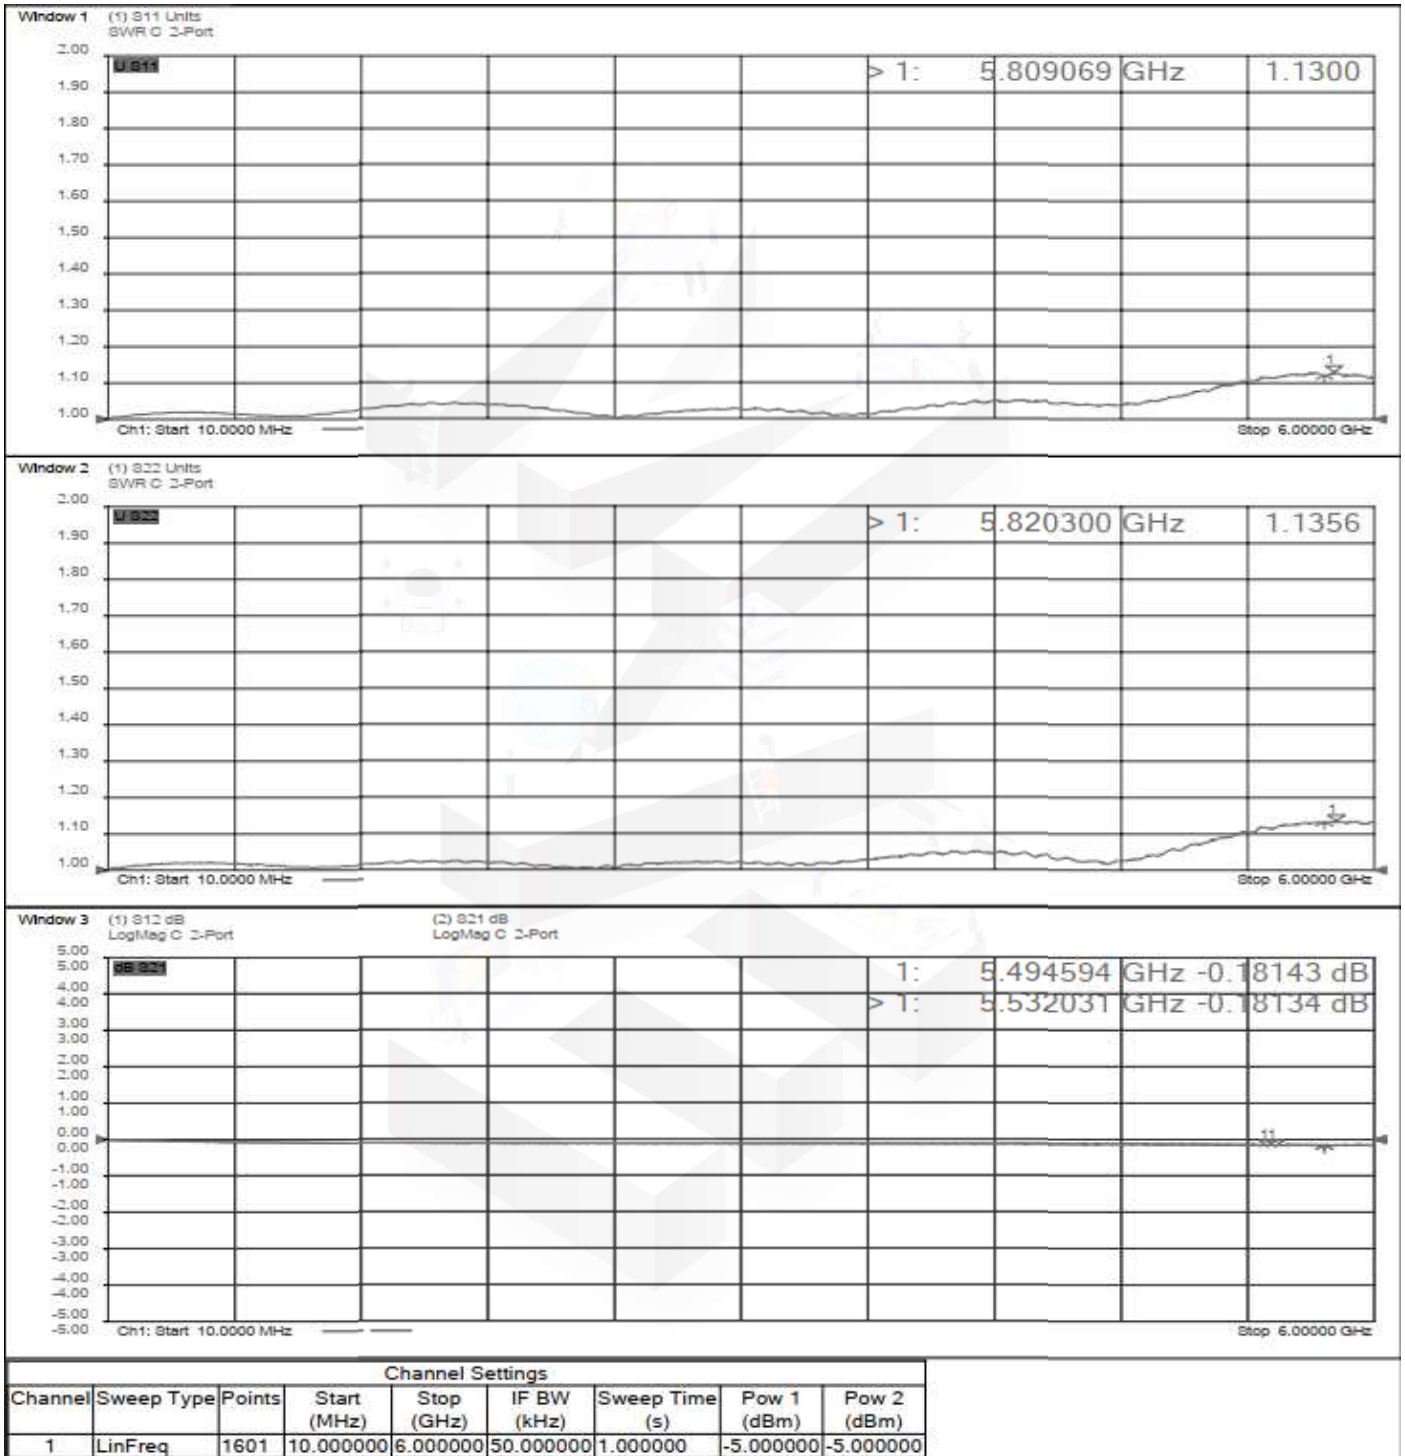 Window 1 (1) S11 Units
SWR C 2-Port
2.00
U S11
> 1: 5.809069 GHz 1.1300
1.90
1.80
1.70
1.60
1.50
1.40
1.30
1.20
1
1.10
1.00
Ch1: Start 10.0000 MHz
Stop 6.00000 GHz
Window 2 (1) S22 Units
SWR C 2-Port
2.00
U S22
> 1: 5.820300 GHz 1.1356
1.90
1.80
1.70
1.60
1.50
1.40
1.30
1.20
1
1.10
1.00
Ch1: Start 10.0000 MHz
Stop 6.00000 GHz
Window 3 (1) S12 dB (2) S21 dB
LogMag C 2-Port LogMag C 2-Port
5.00
5.00
dB S21
1: 5.494594 GHz -0.18143 dB
4.00
4.00
> 1: 5.532031 GHz -0.18134 dB
3.00
3.00
2.00
2.00
1.00
1.00
0.00
11
0.00
-1.00
-1.00
-2.00
-2.00
-3.00
-3.00
-4.00
-4.00
-5.00
-5.00
Ch1: Start 10.0000 MHz
Stop 6.00000 GHz
Channel Settings
Channel Sweep Type Points Start (MHz) Stop (GHz) IF BW (kHz) Sweep Time (s) Pow 1 (dBm) Pow 2 (dBm)
1 LinFreq 1601 10.000000 6.000000 50.000000 1.000000 -5.000000 -5.000000